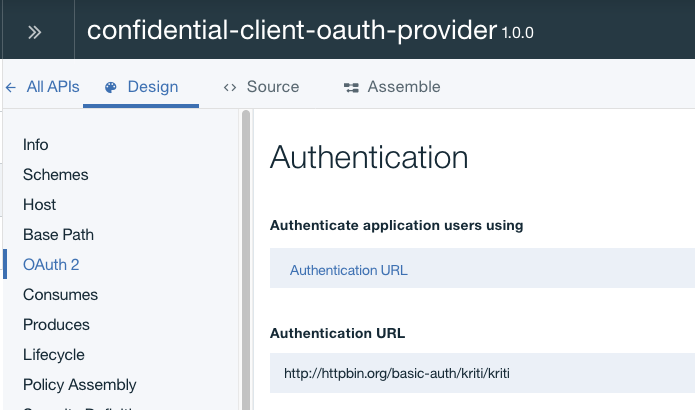 confidential-client-oauth-provider 1.0.0
All APIs Design Source Assemble
Info
Schemes
Host
Base Path
OAuth 2
Consumes
Produces
Lifecycle
Policy Assembly
Authentication
Authenticate application users using
Authentication URL
Authentication URL
http://httpbin.org/basic-auth/kriti/kriti